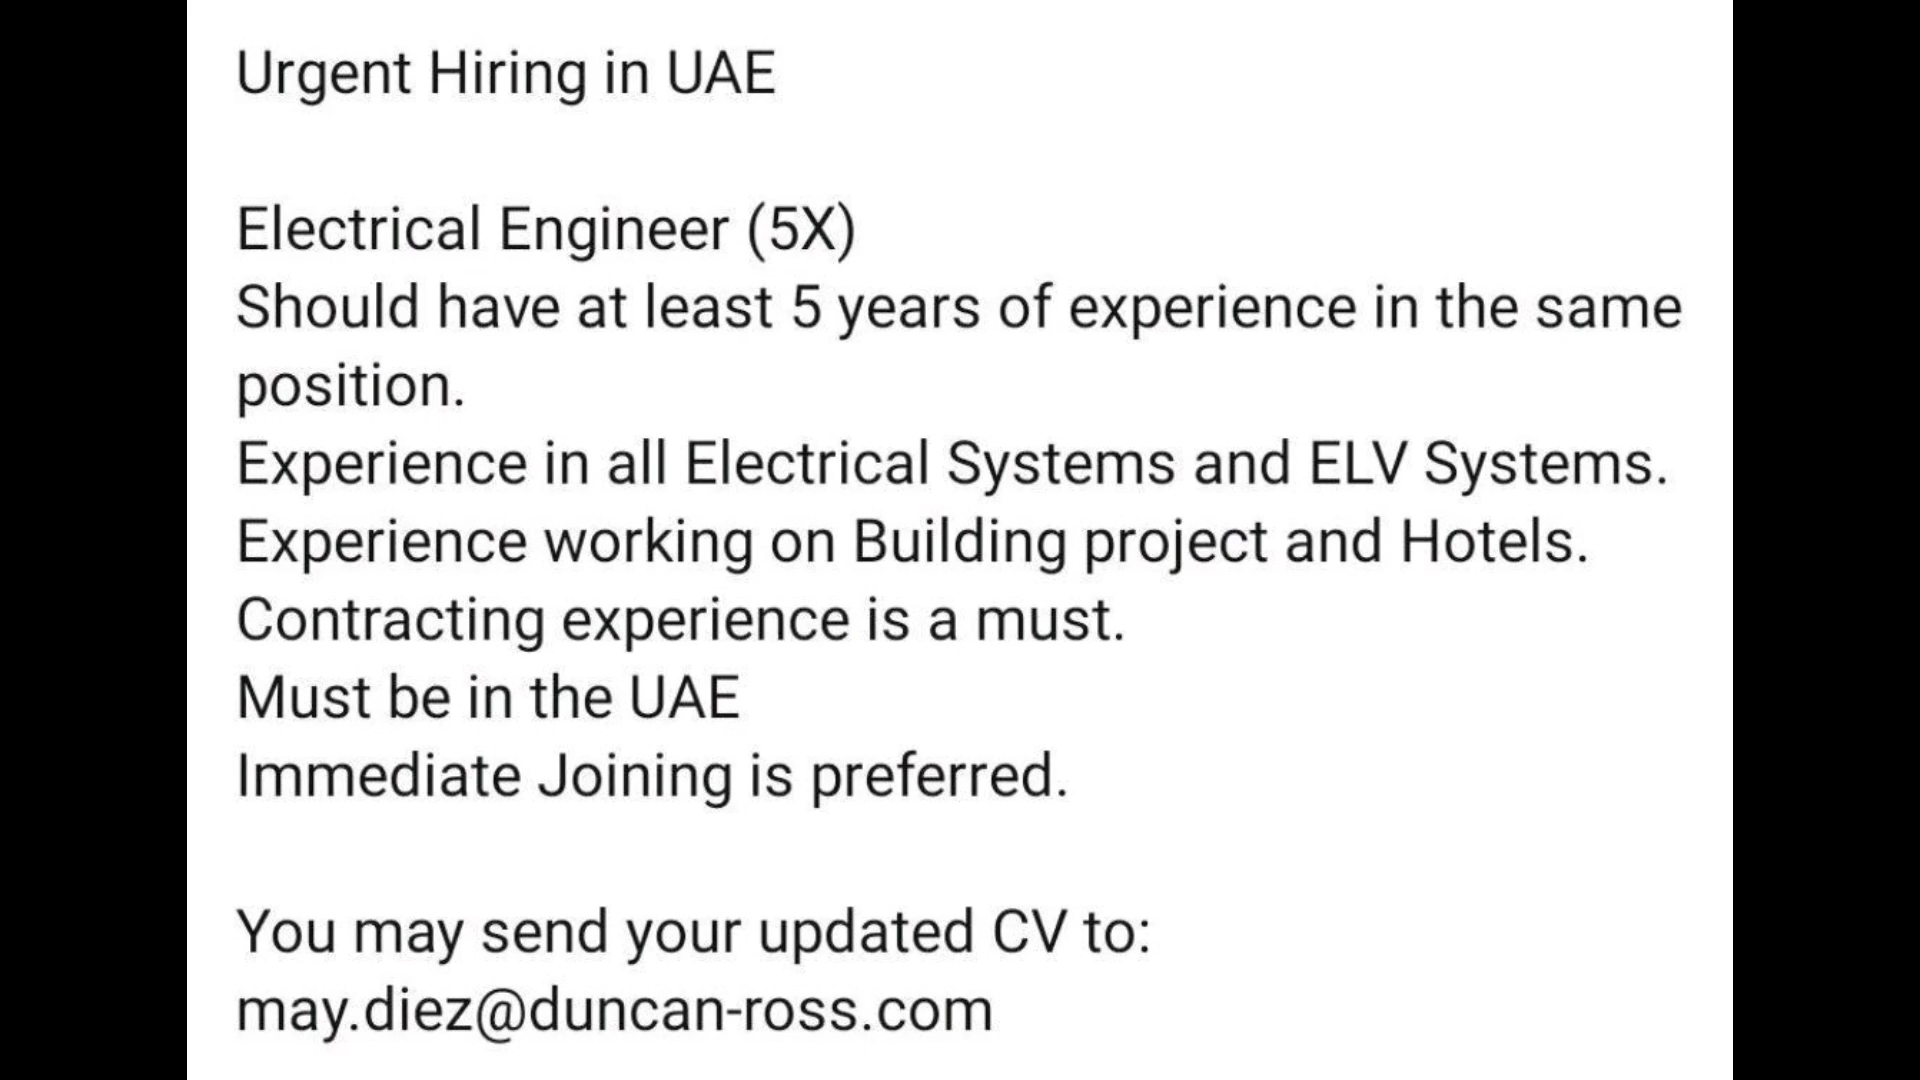 Urgent Hiring in UAE
Electrical Engineer (5X)
Should have at least 5 years of experience in the same
position.
Experience in all Electrical Systems and ELV Systems.
Experience working on Building project and Hotels.
Contracting experience is a must.
Must be in the UAE
Immediate Joining is preferred.
You may send your updated CV to:
may.diez@duncan-ross.com